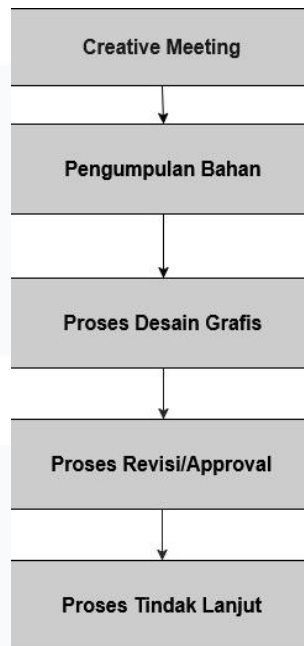 Creative Meeting
Pengumpulan Bahan
Proses Desain Grafis
Proses Revisi/Approval
Proses Tindak Lanjut